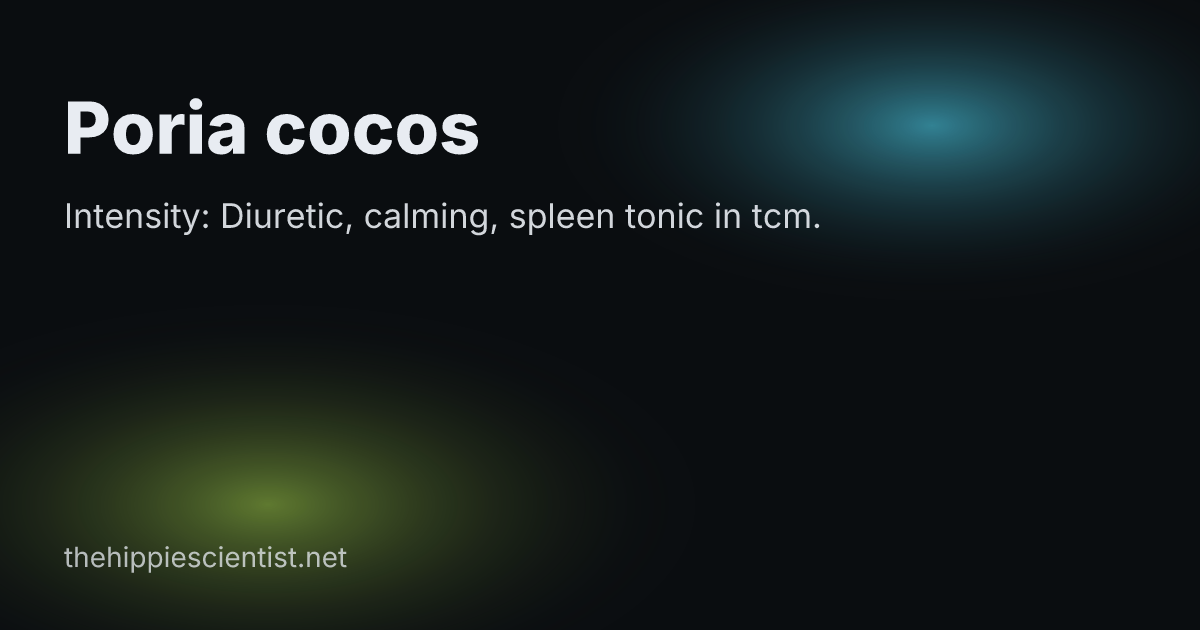 Poria cocos
Intensity: Diuretic, calming, spleen tonic in tcm.
thehippiescientist.net